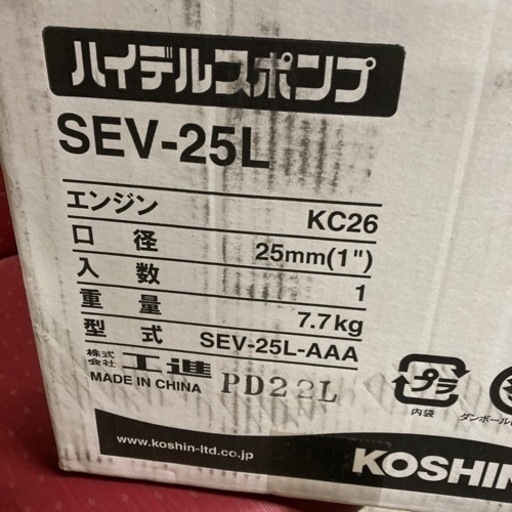 ハイデルスポンプ
SEV-25L
エンジン KC26
口径 25mm(1")
入数 1
重量 7.7kg
型式 SEV-25L-AAA
株式会社 工進
MADE IN CHINA PD22L
プラ
内袋
ダンボール
www.koshin-ltd.co.jp
KOSHIN